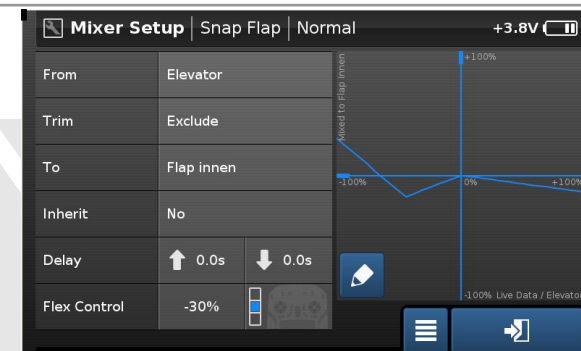 Mixer Setup | Snap Flap | Normal +3.8V
From Elevator
Trim Exclude
To Flap innen
Inherit No
Delay 0.0s 0.0s
Flex Control -30%
Mixed to Flap innen
+100%
-100% 0% +100%
-100% Live Data / Elevator